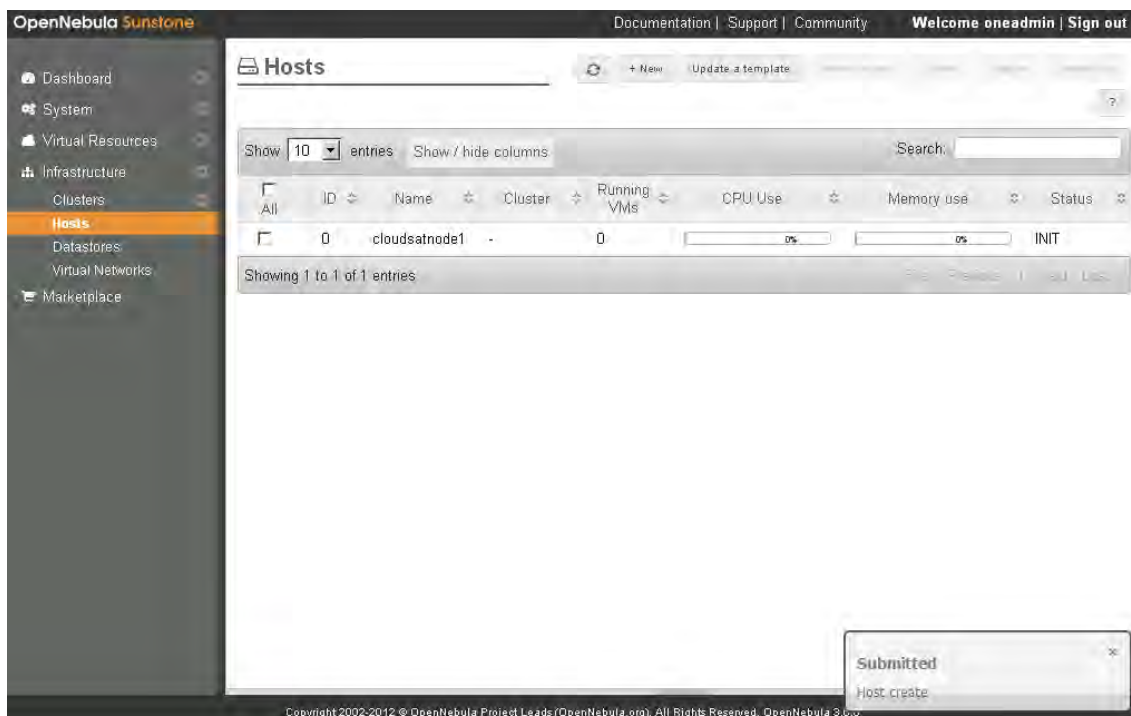 OpenNebula Sunstone
Documentation | Support | Community
Welcome oneadmin | Sign out
Dashboard
System
Virtual Resources
Infrastructure
Clusters
Hosts
Datastores
Virtual Networks
Marketplace
Hosts
+ New
Update a template
?
Show 10 entries
Show / hide columns
Search:
All
ID
Name
Cluster
Running VMs
CPU Use
Memory use
Status
0
cloudsatnode1
-
0
0%
0%
INIT
Showing 1 to 1 of 1 entries
Submitted
×
Host create
Copyright 2002-2012 © OpenNebula Project Leads (OpenNebula.org). All Rights Reserved. OpenNebula